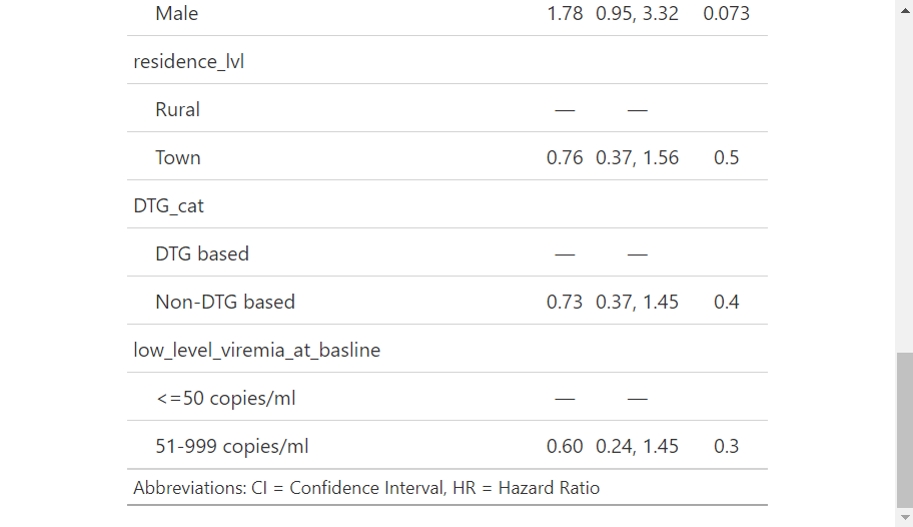 Male 1.78 0.95, 3.32 0.073
residence_lvl
Rural — —
Town 0.76 0.37, 1.56 0.5
DTG_cat
DTG based — —
Non-DTG based 0.73 0.37, 1.45 0.4
low_level_viremia_at_basline
<=50 copies/ml — —
51-999 copies/ml 0.60 0.24, 1.45 0.3
Abbreviations: CI = Confidence Interval, HR = Hazard Ratio